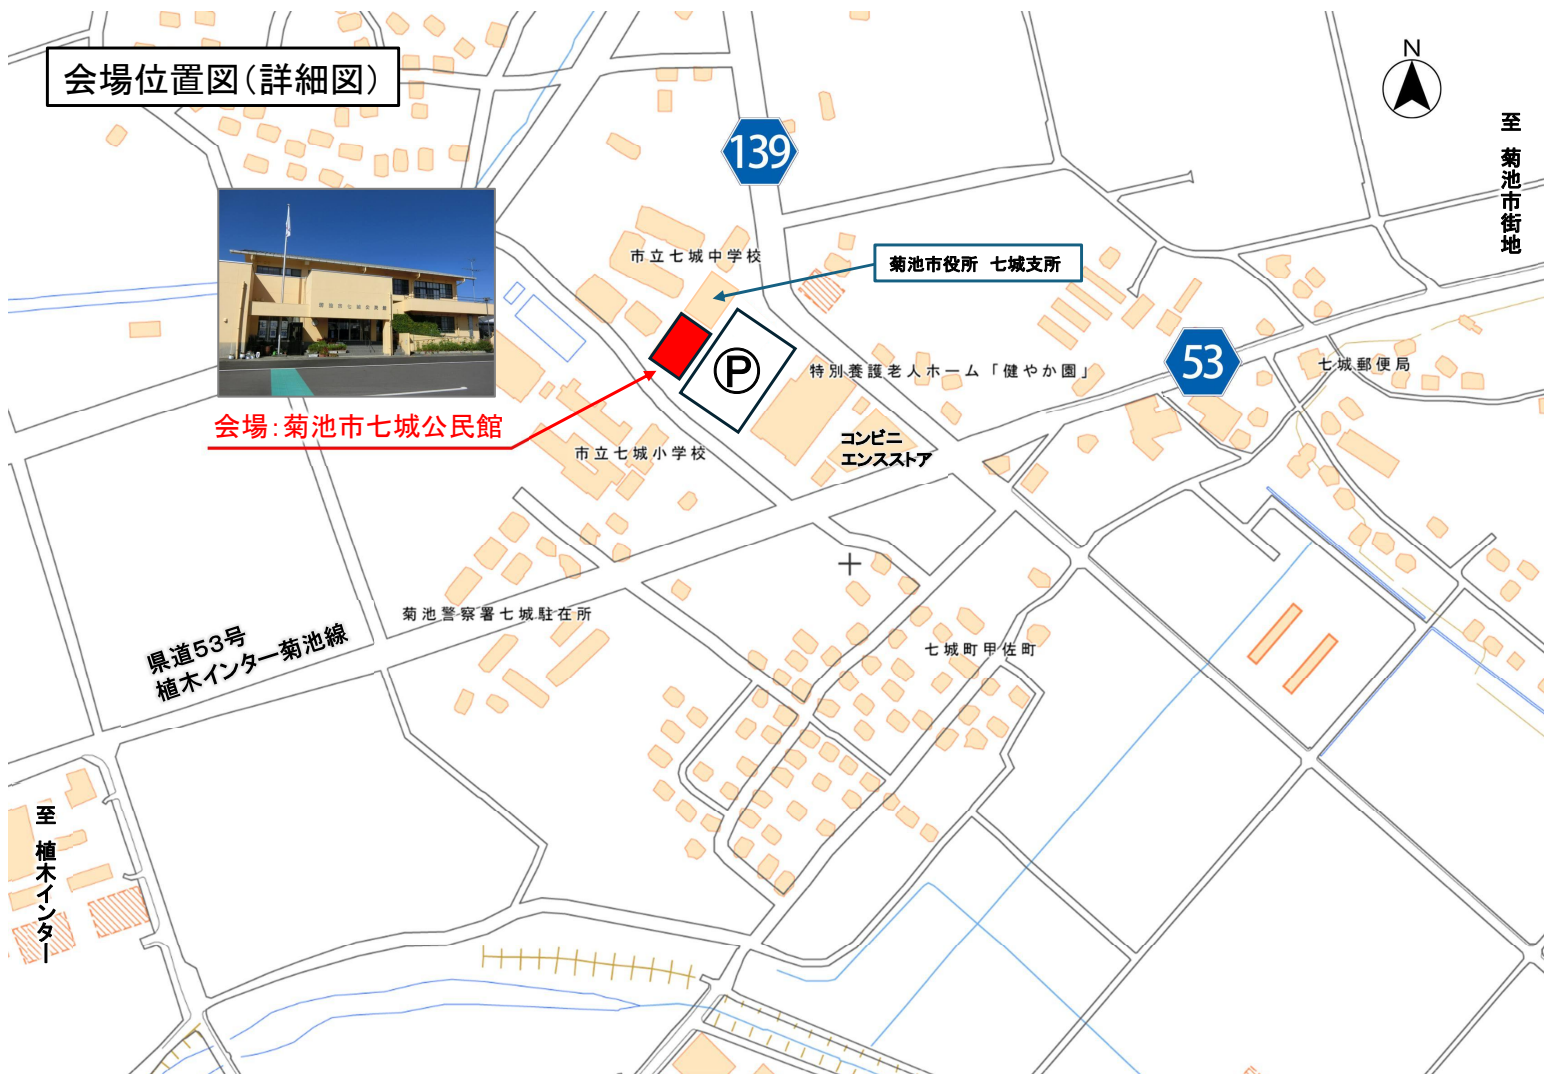 会場位置図(詳細図)
N
至 菊池市街地
139
市立七城中学校
菊池市役所 七城支所
P
53
特別養護老人ホーム「健やか園」
七城郵便局
会場:菊池市七城公民館
コンビニ
エンスストア
市立七城小学校
菊池警察署七城駐在所
県道53号
植木インター菊池線
七城町甲佐町
至 植木インター